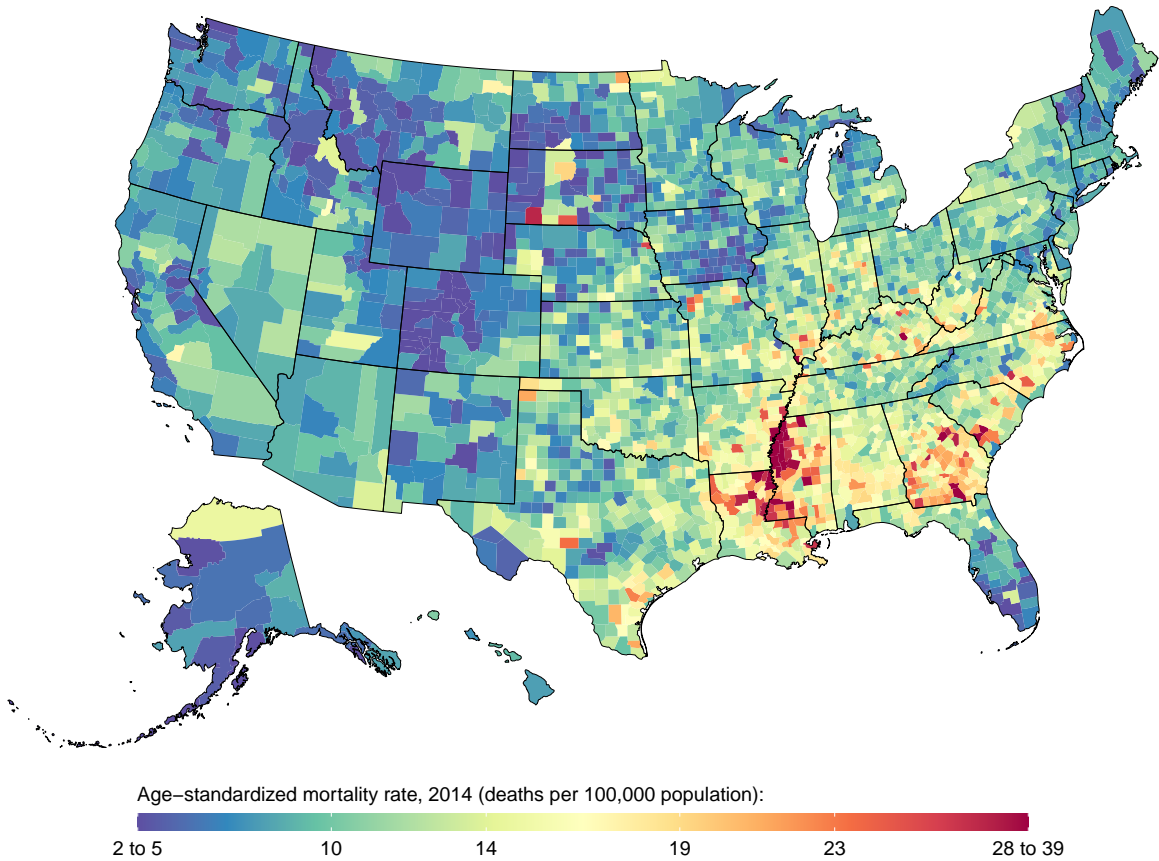 Age−standardized mortality rate, 2014 (deaths per 100,000 population):
2 to 5 10 14 19 23 28 to 39